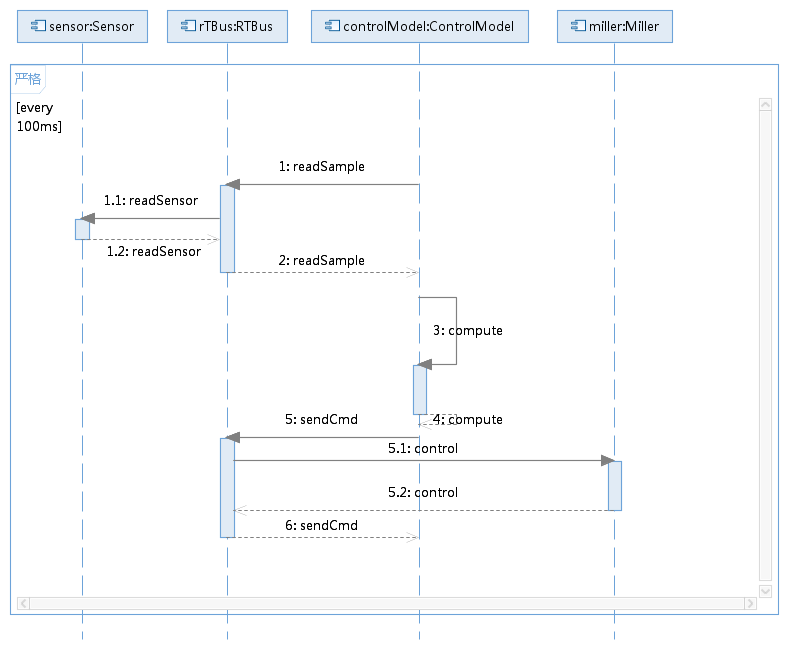 sensor:Sensor
rTBus:RTBus
controlModel:ControlModel
miller:Miller
严格
[every
100ms]
1: readSample
1.1: readSensor
1.2: readSensor
2: readSample
3: compute
4: compute
5: sendCmd
5.1: control
5.2: control
6: sendCmd